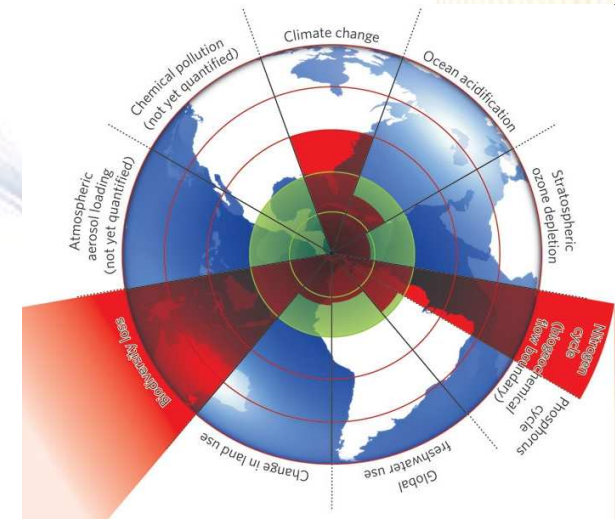 Climate change
Ocean acidification
Stratospheric
ozone depletion
Nitrogen
cycle
(biogeochemical
flow boundary)
Phosphorus
cycle
Global
freshwater use
Change in land use
Biodiversity loss
Atmospheric
aerosol loading
(not yet quantified)
Chemical pollution
(not yet quantified)